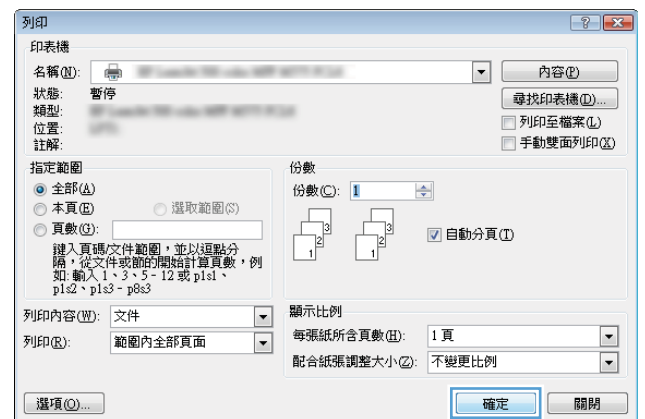 列印
印表機
名稱(N):
內容(P)
狀態: 暫停
尋找印表機(D)...
類型:
位置:
列印至檔案(L)
註解:
手動雙面列印(X)
指定範圍
全部(A)
本頁(E) 選取範圍(S)
頁數(G):
鍵入頁碼/文件範圍，並以逗點分
隔，從文件或節的開始計算頁數，例
如: 輸入 1、3、5 - 12 或 p1s1、
p1s2、p1s3 - p8s3
份數
份數(C): 1
3
2
1
3
2
1
自動分頁(T)
列印內容(W): 文件
列印(R): 範圍內全部頁面
顯示比例
每張紙所含頁數(H): 1 頁
配合紙張調整大小(Z): 不變更比例
選項(O)...
確定
關閉